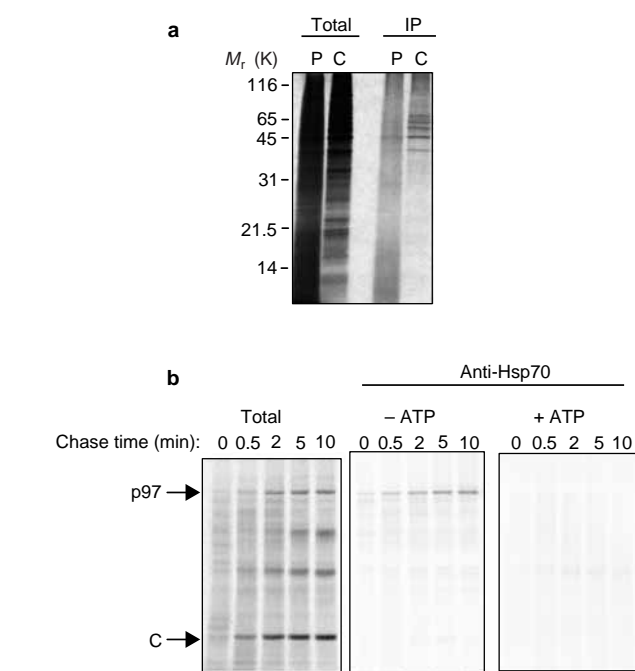 a
Total IP
Mr (K) P C P C
116
65
45
31
21.5
14
b
Anti-Hsp70
Total – ATP + ATP
Chase time (min): 0 0.5 2 5 10 0 0.5 2 5 10 0 0.5 2 5 10
p97
C